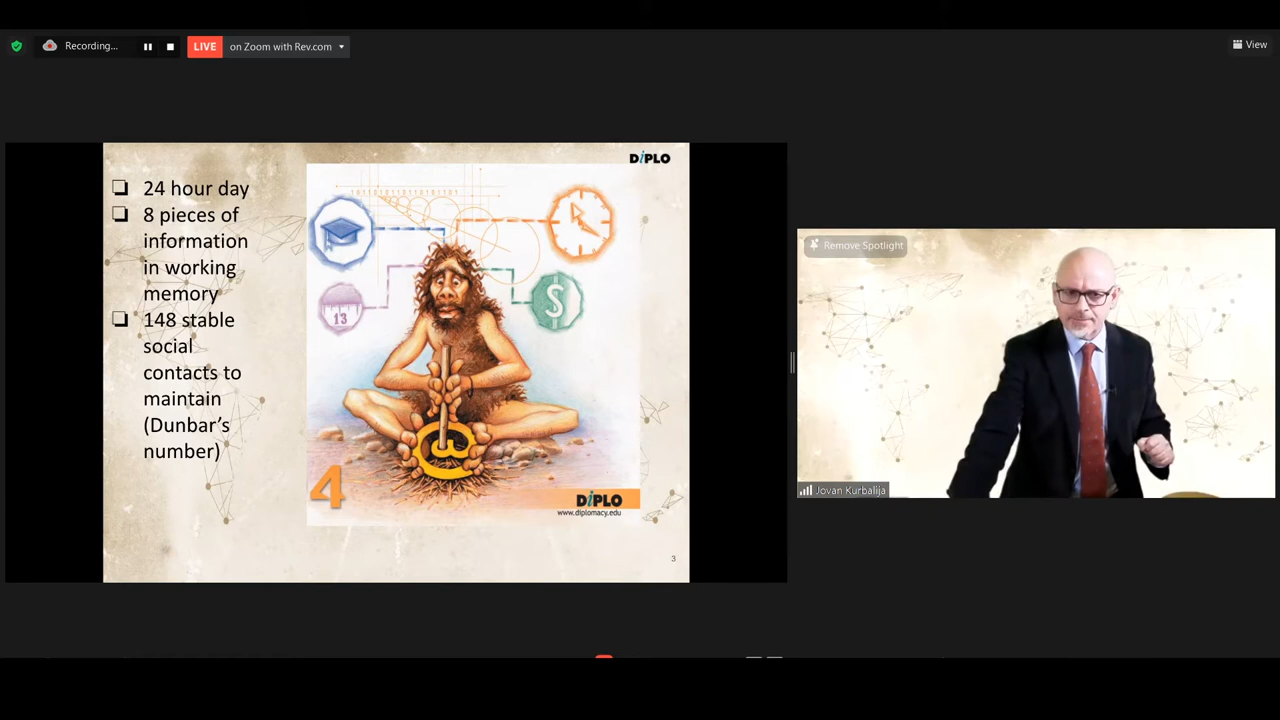 Recording...
LIVE
on Zoom with Rev.com
View
DiPLO
24 hour day
8 pieces of
information
in working
memory
148 stable
social
contacts to
maintain
(Dunbar's
number)
13
$
@
4
DiPLO
www.diplomacy.edu
3
Remove Spotlight
Jovan Kurbalija